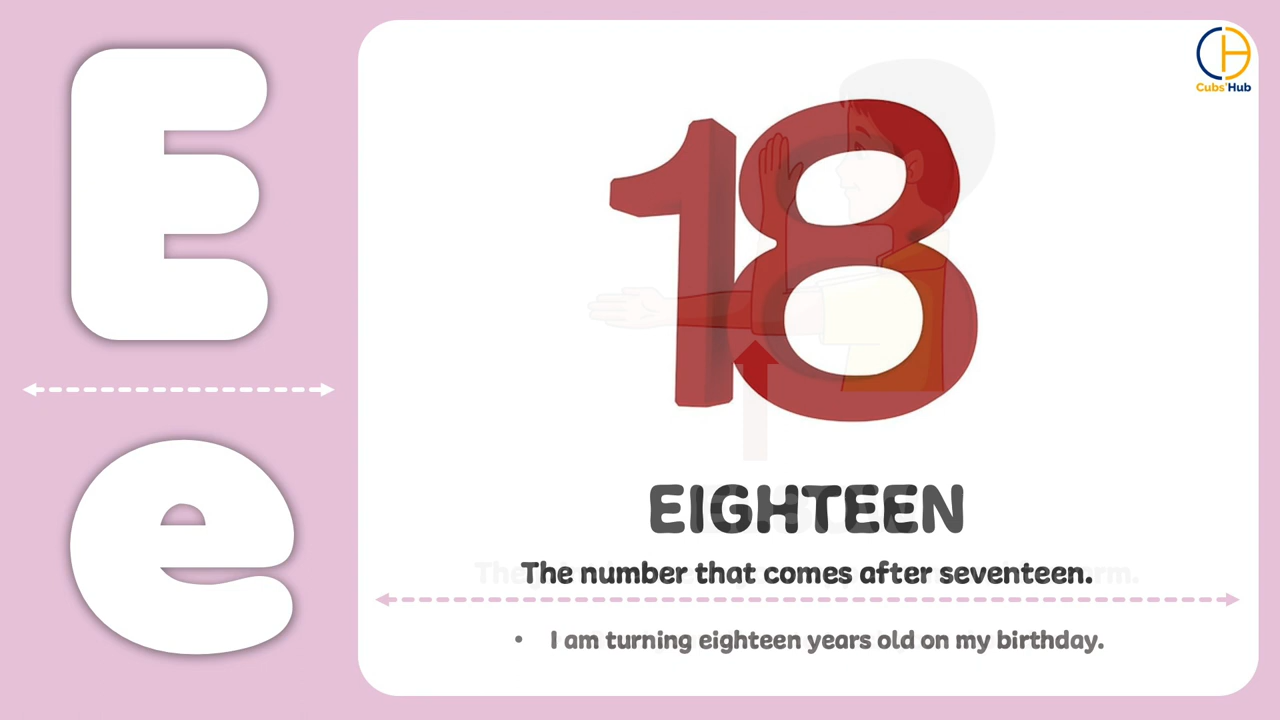 E
e
18
Cubs'Hub
EIGHTEEN
The number that comes after seventeen.
• I am turning eighteen years old on my birthday.